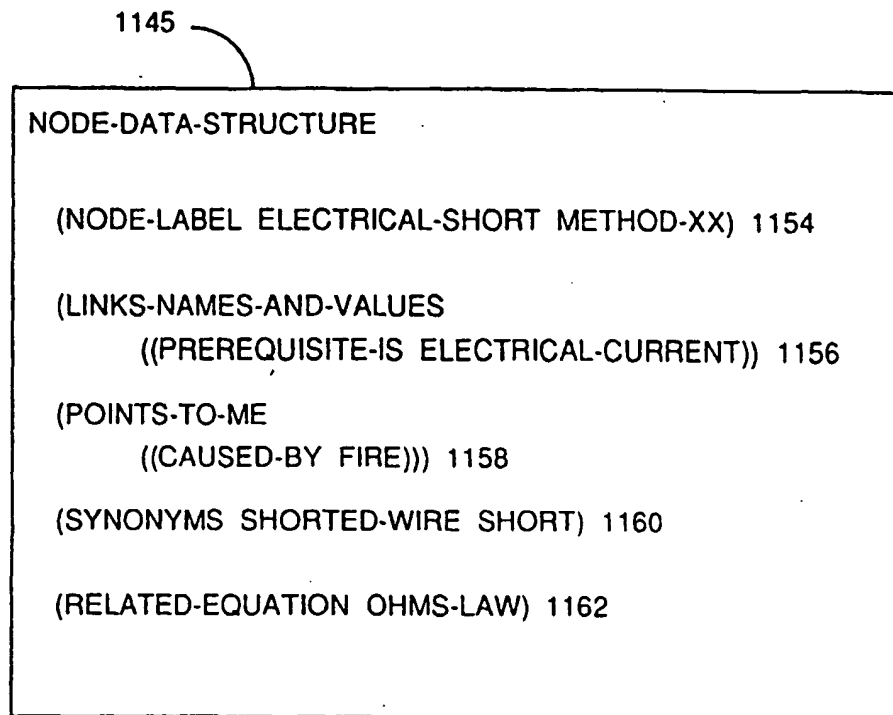 1145
NODE-DATA-STRUCTURE
(NODE-LABEL ELECTRICAL-SHORT METHOD-XX) 1154
(LINKS-NAMES-AND-VALUES
((PREREQUISITE-IS ELECTRICAL-CURRENT)) 1156
(POINTS-TO-ME
((CAUSED-BY FIRE))) 1158
(SYNONYMS SHORTED-WIRE SHORT) 1160
(RELATED-EQUATION OHMS-LAW) 1162